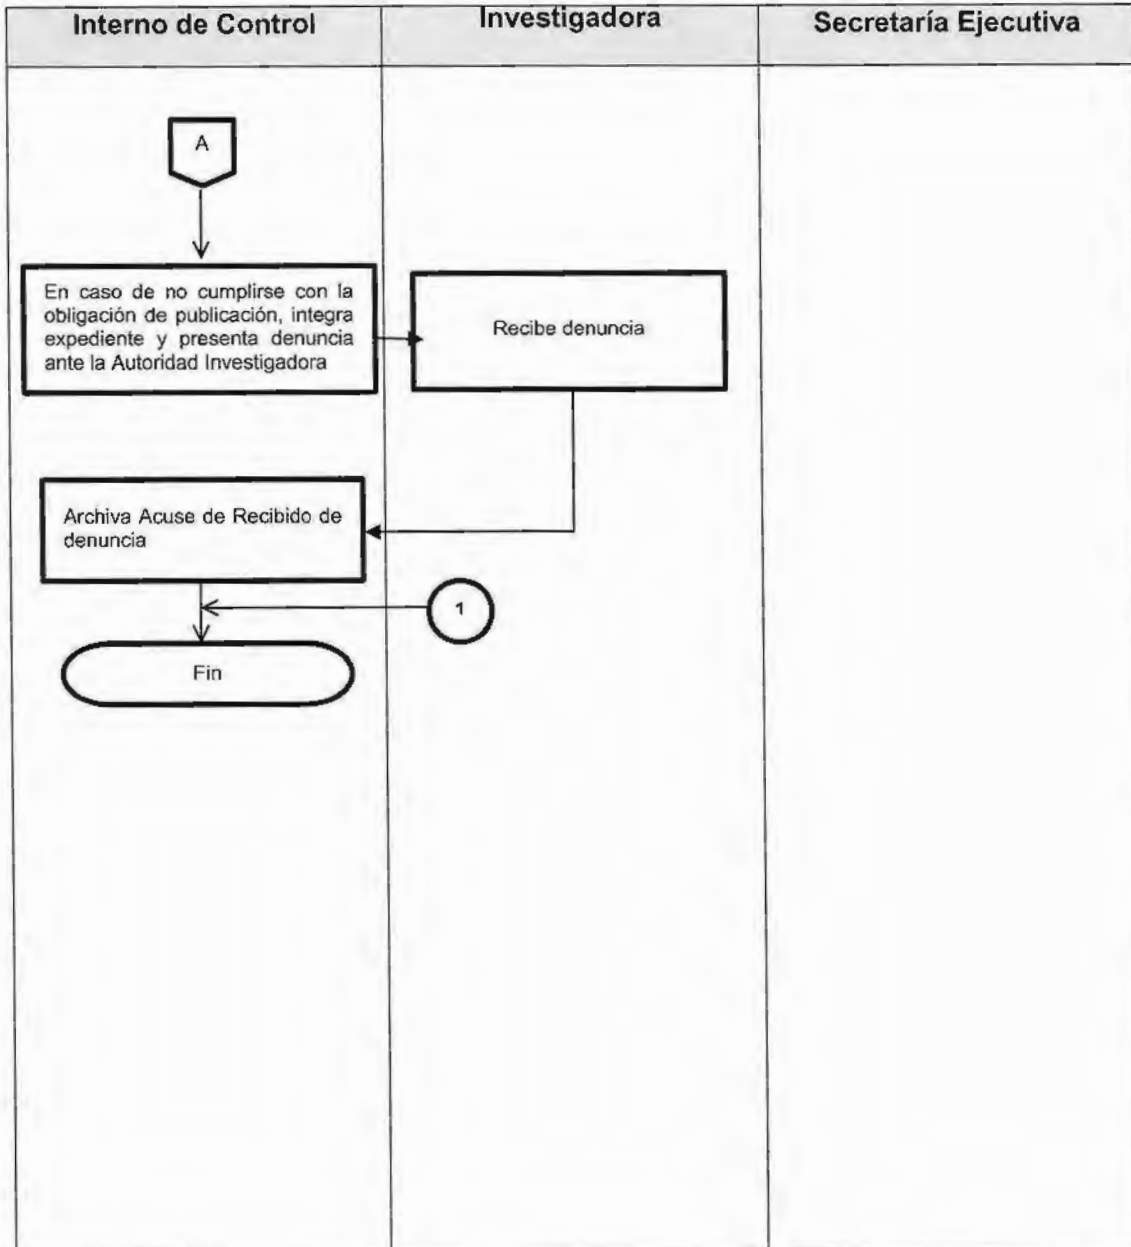 Interno de Control
Investigadora
Secretaría Ejecutiva
A
En caso de no cumplirse con la
obligación de publicación, integra
expediente y presenta denuncia
ante la Autoridad Investigadora
Recibe denuncia
Archiva Acuse de Recibido de
denuncia
1
Fin